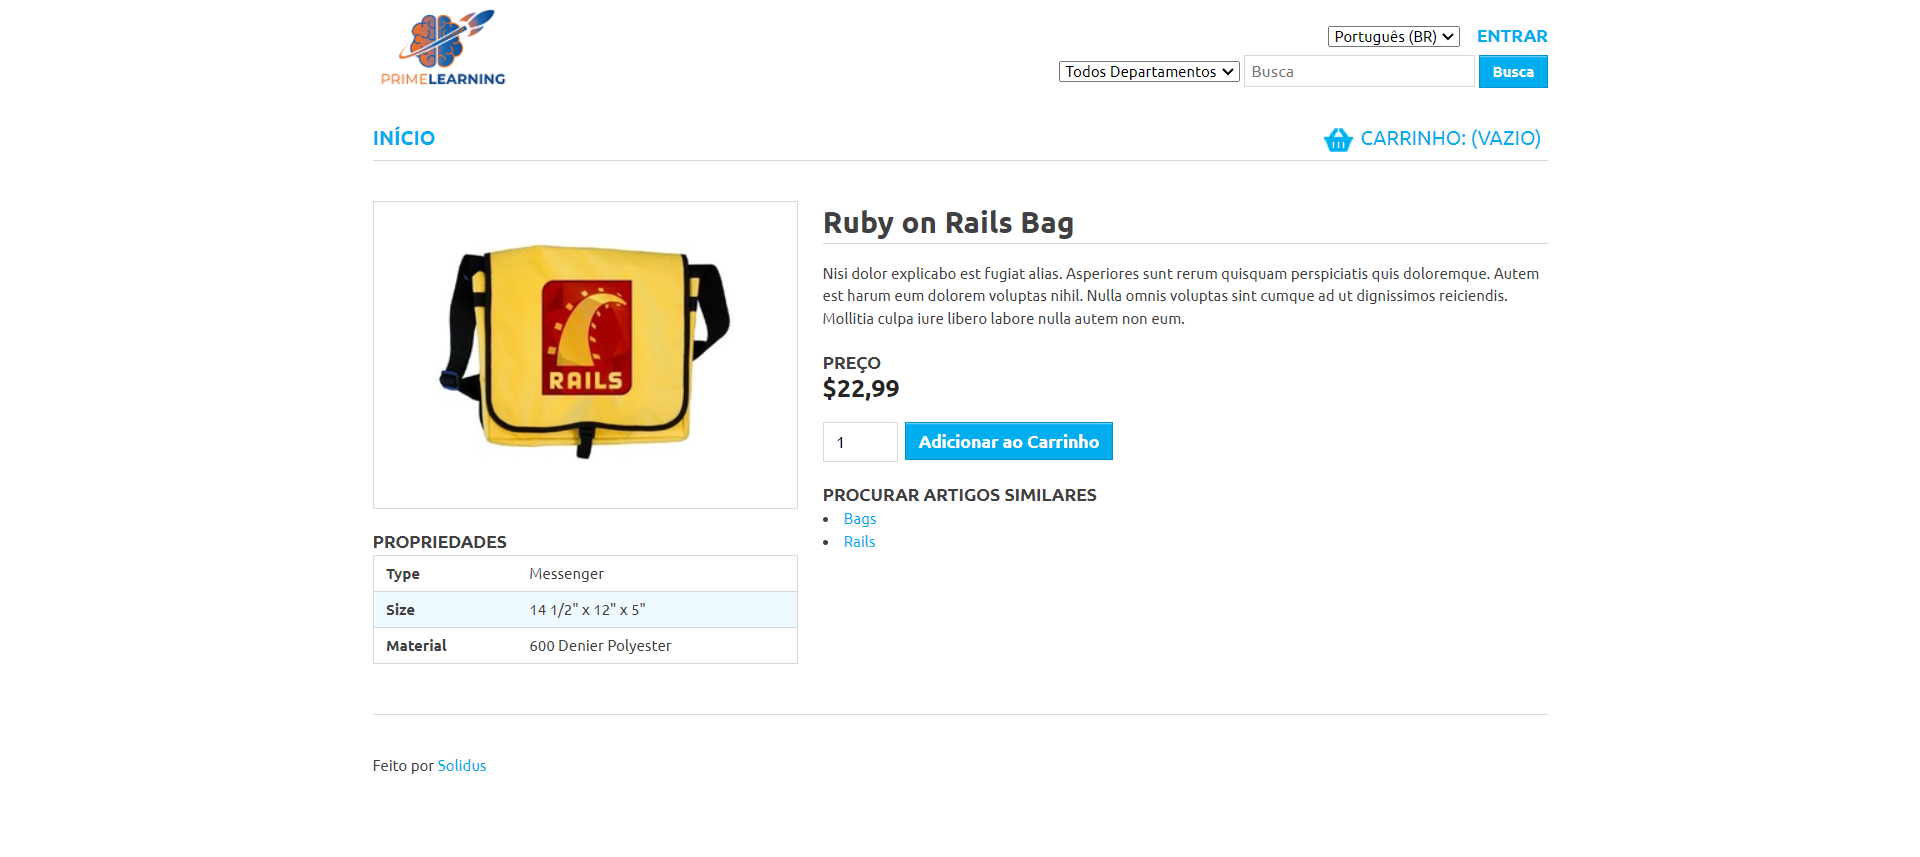 PRIMELEARNING
Português (BR) ENTRAR
Todos Departamentos Busca Busca
INÍCIO CARRINHO: (VAZIO)
RAILS
Ruby on Rails Bag
Nisi dolor explicabo est fugiat alias. Asperiores sunt rerum quisquam perspiciatis quis doloremque. Autem
est harum eum dolorem voluptas nihil. Nulla omnis voluptas sint cumque ad ut dignissimos reiciendis.
Mollitia culpa iure libero labore nulla autem non eum.
PREÇO
$22,99
1 Adicionar ao Carrinho
PROCURAR ARTIGOS SIMILARES
Bags
Rails
PROPRIEDADES
Type Messenger
Size 14 1/2" x 12" x 5"
Material 600 Denier Polyester
Feito por Solidus